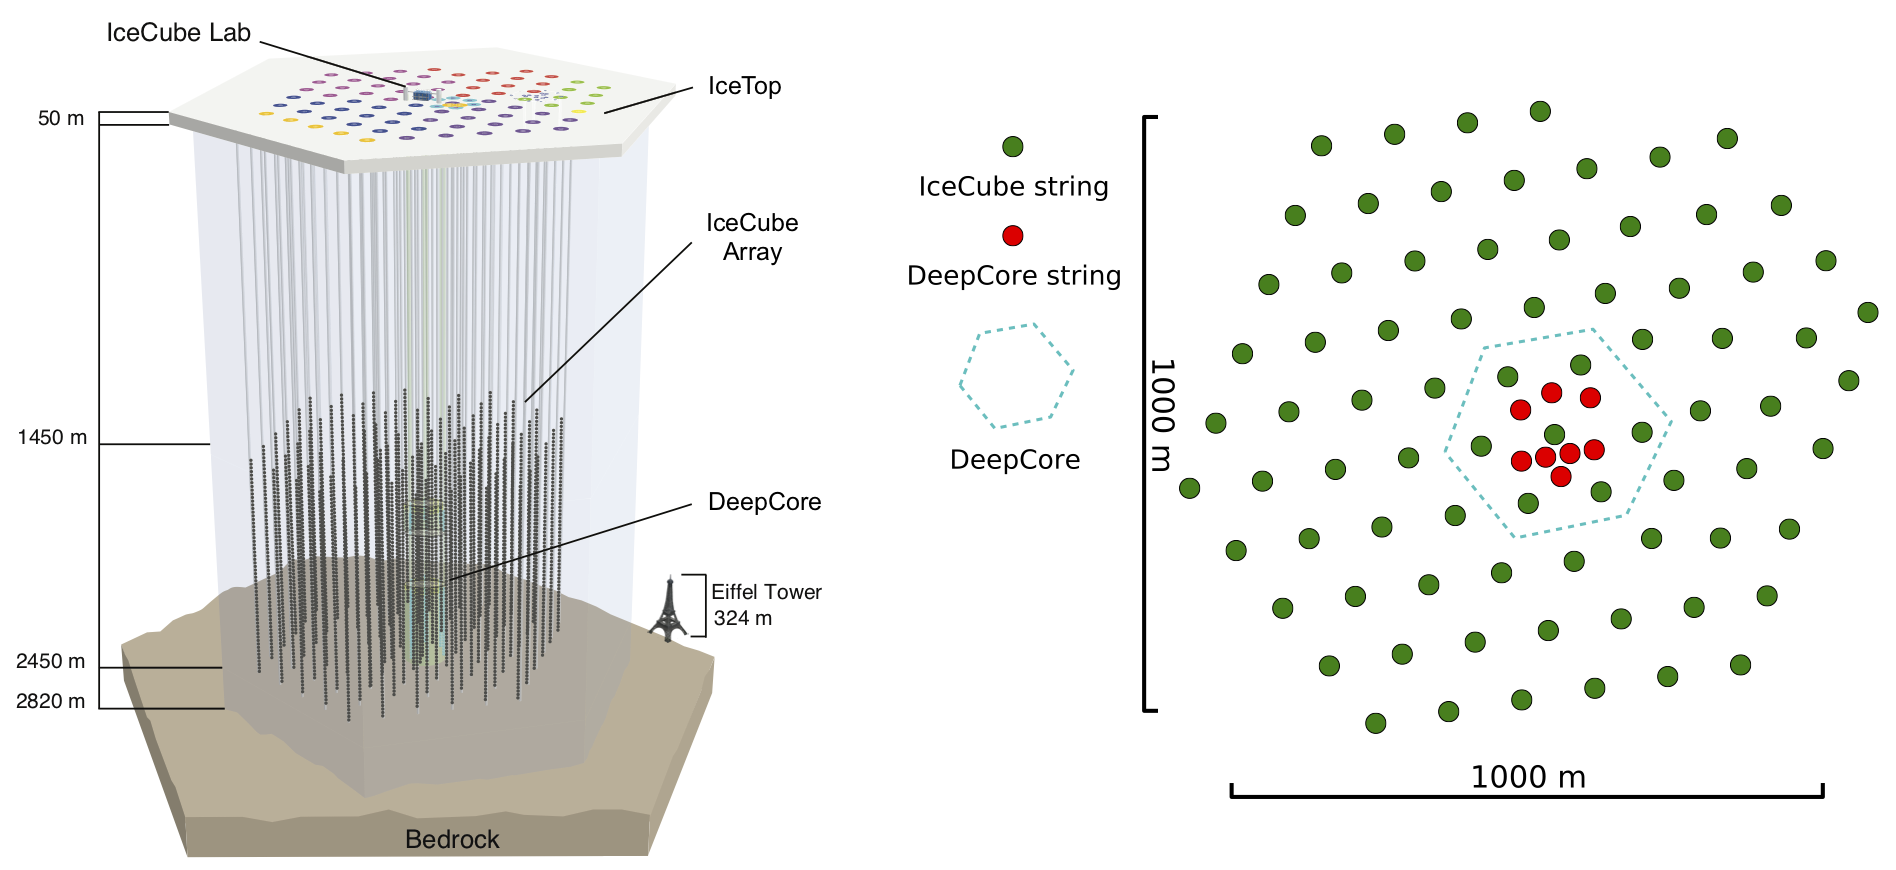 IceCube Lab
IceTop
50 m
IceCube
Array
1450 m
DeepCore
Eiffel Tower
324 m
2450 m
2820 m
Bedrock
IceCube string
DeepCore string
DeepCore
1000 m
1000 m